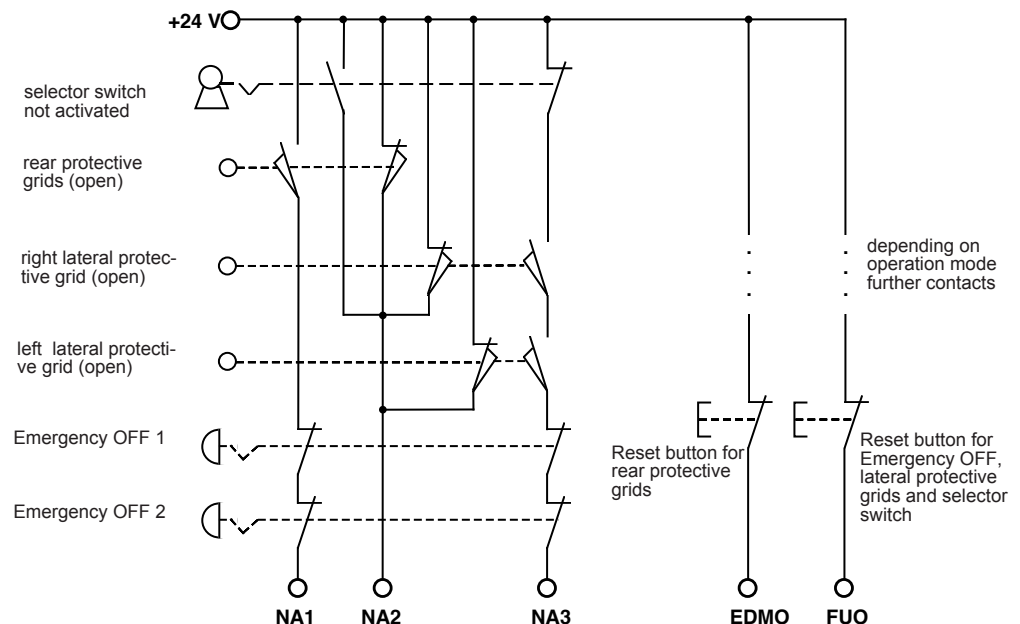 +24 V
selector switch
not activated
rear protective
grids (open)
right lateral protec-
tive grid (open)
depending on
operation mode
further contacts
left  lateral protecti-
ve grid (open)
Emergency OFF 1
Reset button for
rear protective
grids
Reset button for
Emergency OFF,
lateral protective
grids and selector
switch
Emergency OFF 2
NA1
NA2
NA3
EDMO
FUO